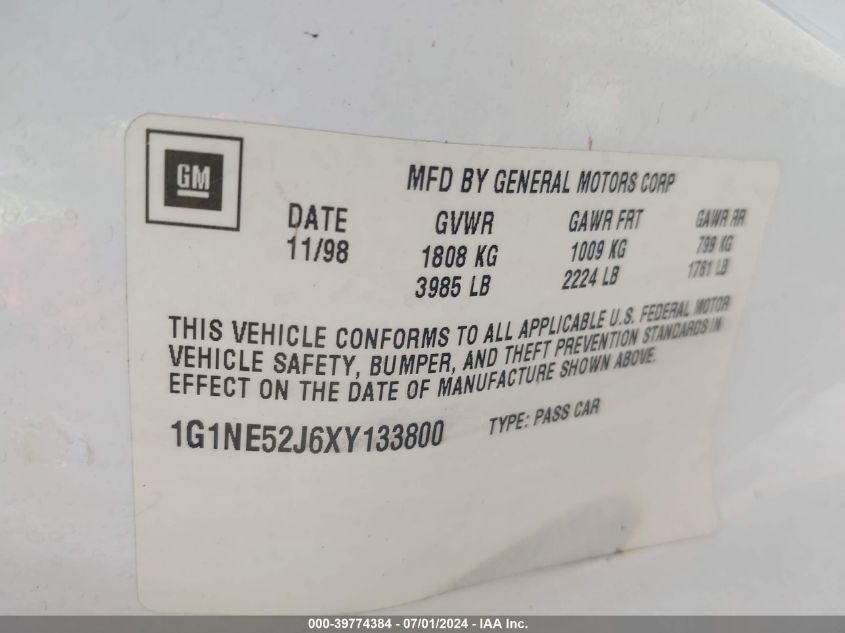 GM
MFD BY GENERAL MOTORS CORP
DATE GVWR GAWR FRT GAWR RR
11/98 1808 KG 1009 KG 799 KG
3985 LB 2224 LB 1761 LB
THIS VEHICLE CONFORMS TO ALL APPLICABLE U.S. FEDERAL MOTOR
VEHICLE SAFETY, BUMPER, AND THEFT PREVENTION STANDARDS IN
EFFECT ON THE DATE OF MANUFACTURE SHOWN ABOVE.
1G1NE52J6XY133800 TYPE: PASS CAR
000-39774384 - 07/01/2024 - IAA Inc.